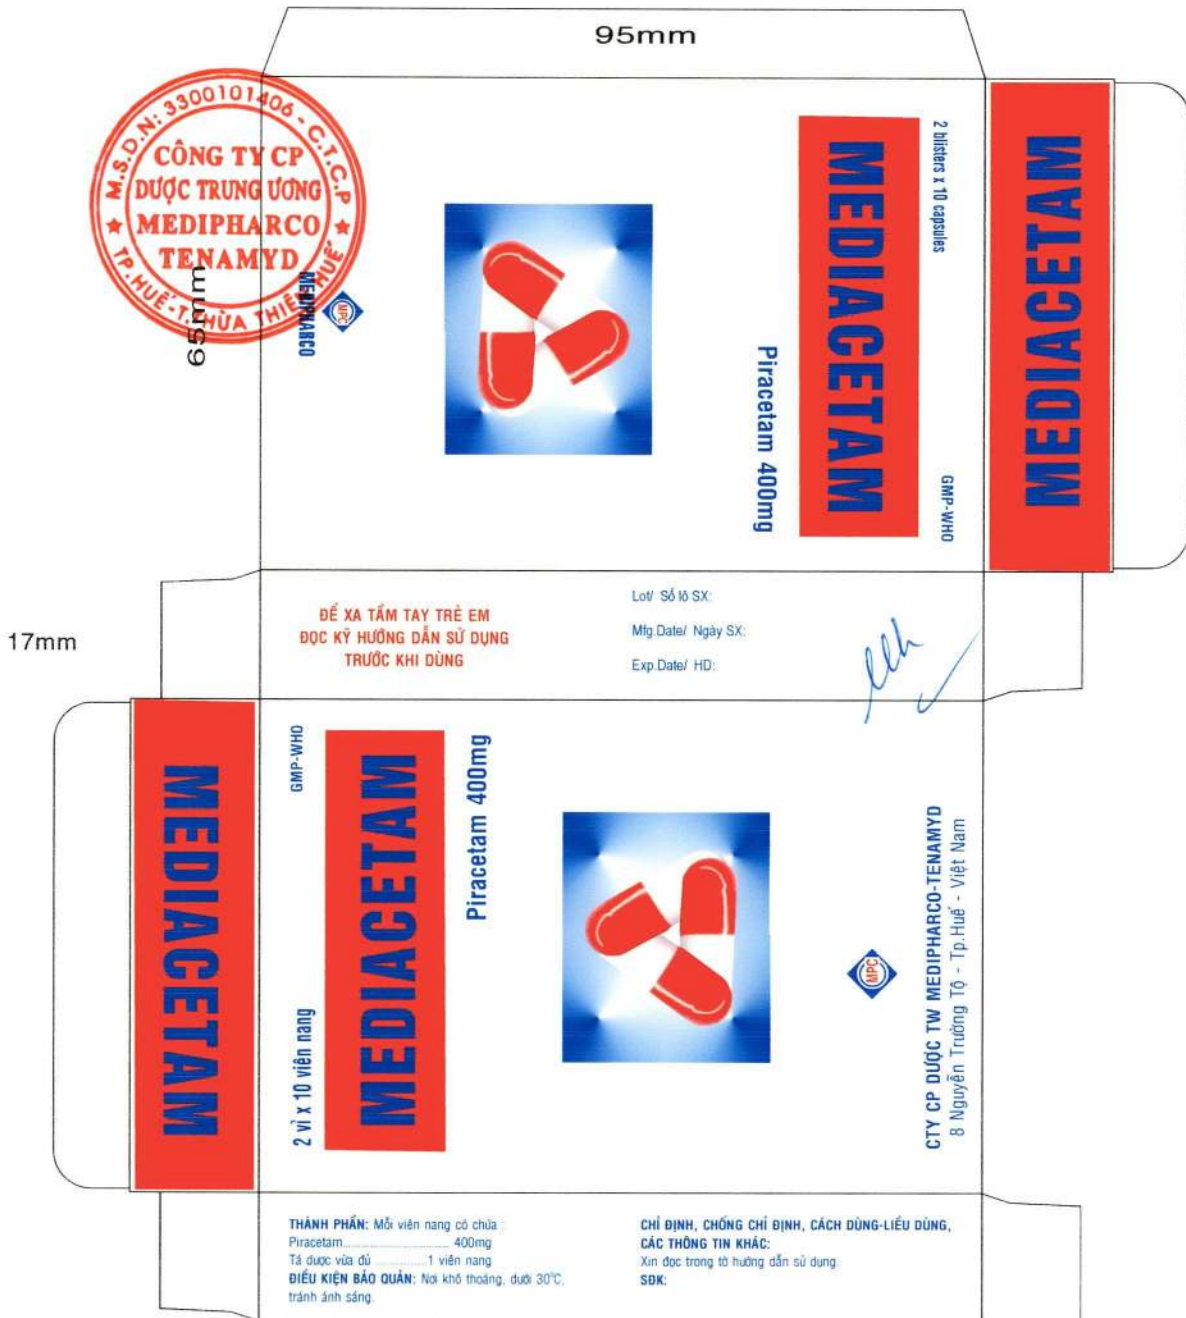 95mm
M.S.D.N: 3300101406 - C.T.C.P
CÔNG TY CP
DƯỢC TRUNG ƯƠNG
MEDIPHARCO
TENAMYD
TP.HUẾ - T.THỪA THIÊN HUẾ
65mm
MEDIPHARCO
MPC
2 blisters x 10 capsules
GMP-WHO
MEDIACETAM
Piracetam 400mg
MEDIACETAM
17mm
ĐỂ XA TẦM TAY TRẺ EM
ĐỌC KỸ HƯỚNG DẪN SỬ DỤNG
TRƯỚC KHI DÙNG
Lot/ Số lô SX:
Mfg.Date/ Ngày SX:
Exp.Date/ HD:
MEDIACETAM
2 vỉ x 10 viên nang
GMP-WHO
MEDIACETAM
Piracetam 400mg
MPC
CTY CP DƯỢC TW MEDIPHARCO-TENAMYD
8 Nguyễn Trường Tộ - Tp.Huế - Việt Nam
THÀNH PHẦN: Mỗi viên nang có chứa :
Piracetam.......................... 400mg
Tá dược vừa đủ ............1 viên nang
ĐIỀU KIỆN BẢO QUẢN: Nơi khô thoáng, dưới 30°C,
tránh ánh sáng.
CHỈ ĐỊNH, CHỐNG CHỈ ĐỊNH, CÁCH DÙNG-LIỀU DÙNG,
CÁC THÔNG TIN KHÁC:
Xin đọc trong tờ hướng dẫn sử dụng.
SĐK: